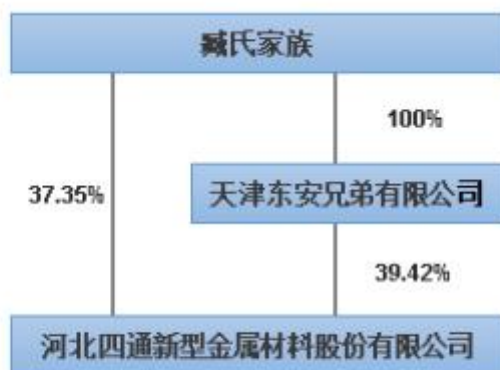 臧氏家族
100%
37.35%
天津东安兄弟有限公司
39.42%
河北四通新型金属材料股份有限公司